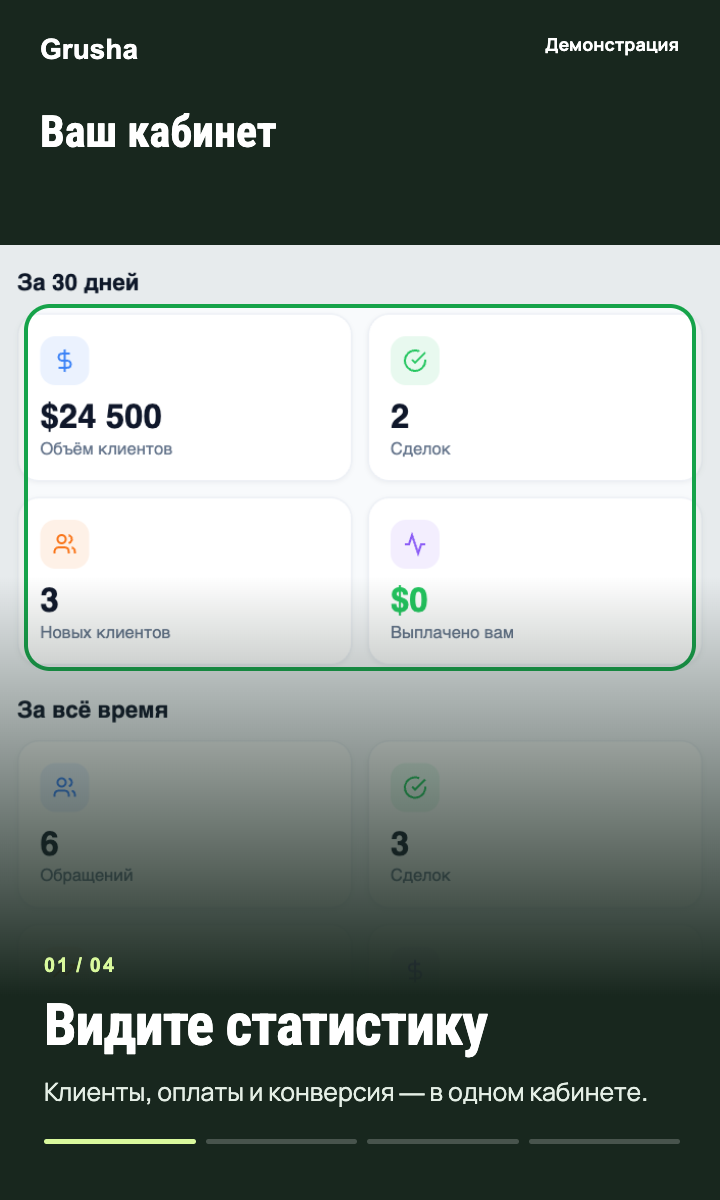 Grusha
Демонстрация
Ваш кабинет
За 30 дней
$24 500
Объём клиентов
2
Сделок
3
Новых клиентов
$0
Выплачено вам
За всё время
6
Обращений
3
Сделок
01 / 04
Видите статистику
Клиенты, оплаты и конверсия — в одном кабинете.